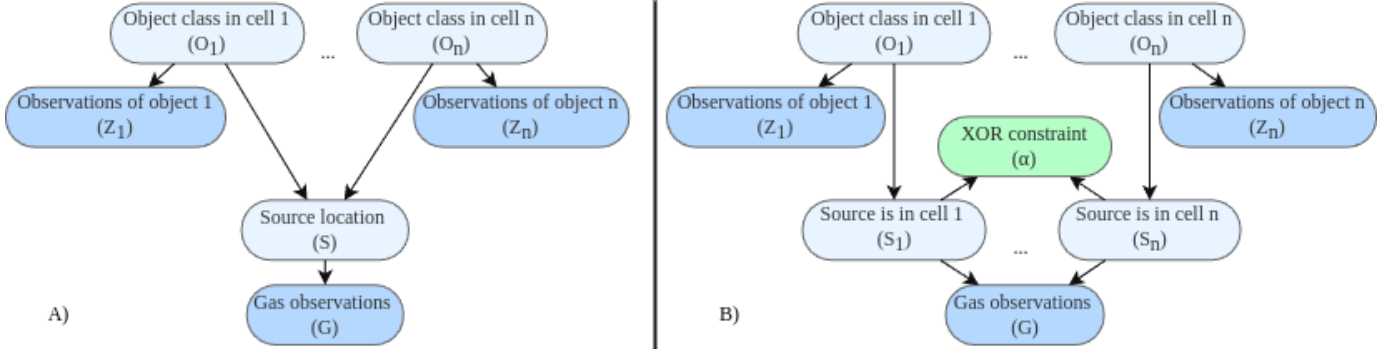 Object class in cell 1
(O1)
...
Object class in cell n
(On)
Observations of object 1
(Z1)
Observations of object n
(Zn)
Source location
(S)
Gas observations
(G)
A)
Object class in cell 1
(O1)
...
Object class in cell n
(On)
Observations of object 1
(Z1)
Observations of object n
(Zn)
XOR constraint
(α)
Source is in cell 1
(S1)
...
Source is in cell n
(Sn)
Gas observations
(G)
B)